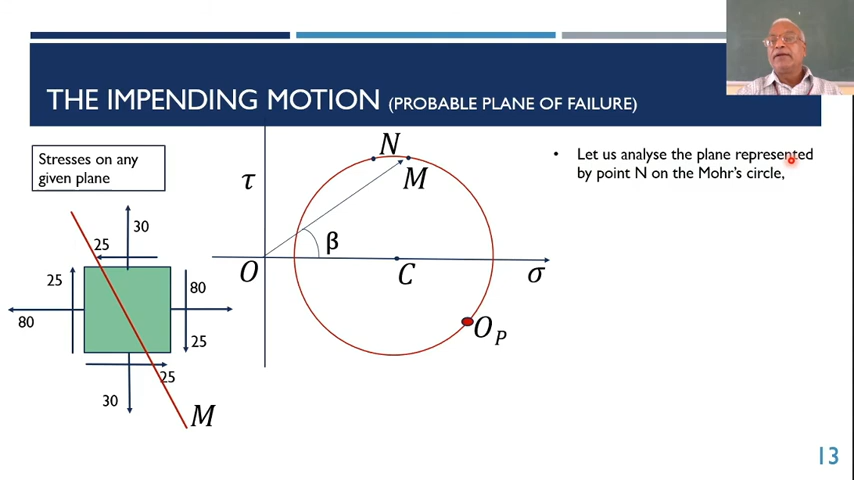 THE IMPENDING MOTION (PROBABLE PLANE OF FAILURE)
Stresses on any
given plane
• Let us analyse the plane represented
by point N on the Mohr's circle,
N
M
τ
β
O
C
σ
O_P
30
25
25
80
80
25
25
30
M
13